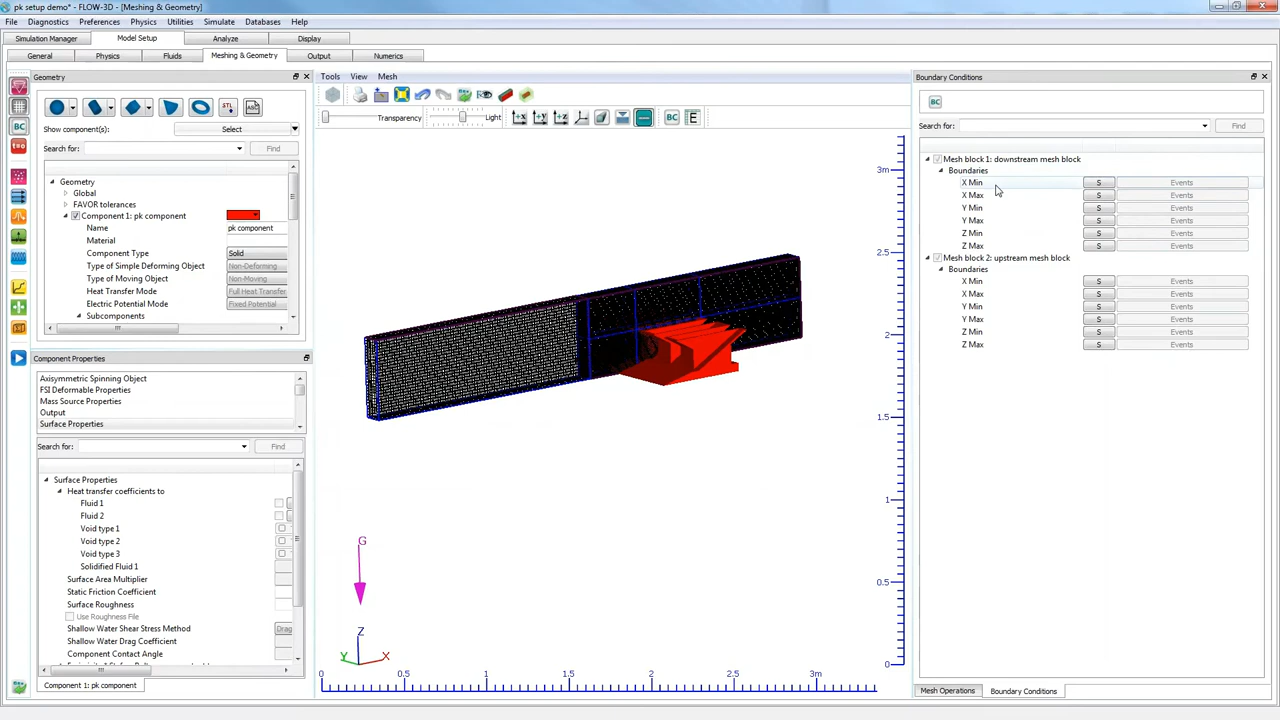 pk setup demo* - FLOW-3D - [Meshing & Geometry]
File Diagnostics Preferences Physics Utilities Simulate Databases Help
Simulation Manager Model Setup Analyze Display
General Physics Fluids Meshing & Geometry Output Numerics
Geometry
STL
Show component(s): Select
Search for: Find
Geometry
Global
FAVOR tolerances
Component 1: pk component
Name pk component
Material
Component Type Solid
Type of Simple Deforming Object Non-Deforming
Type of Moving Object Non-Moving
Heat Transfer Mode Full Heat Transfer
Electric Potential Mode Fixed Potential
Subcomponents
Component Properties
Axisymmetric Spinning Object
FSI Deformable Properties
Mass Source Properties
Output
Surface Properties
Search for: Find
Surface Properties
Heat transfer coefficients to
Fluid 1
Fluid 2
Void type 1
Void type 2
Void type 3
Solidified Fluid 1
Surface Area Multiplier
Static Friction Coefficient
Surface Roughness
Use Roughness File
Shallow Water Shear Stress Method Drag
Shallow Water Drag Coefficient
Component Contact Angle
Component 1: pk component
BC
t=0
Tools View Mesh
Transparency Light
+x +y +z BC E
3m
2.5
2
1.5
1
0.5
0
G
Z
Y X
0 0.5 1 1.5 2 2.5 3m
Boundary Conditions
BC
Search for: Find
Mesh block 1: downstream mesh block
Boundaries
X Min S Events
X Max S Events
Y Min S Events
Y Max S Events
Z Min S Events
Z Max S Events
Mesh block 2: upstream mesh block
Boundaries
X Min S Events
X Max S Events
Y Min S Events
Y Max S Events
Z Min S Events
Z Max S Events
Mesh Operations Boundary Conditions